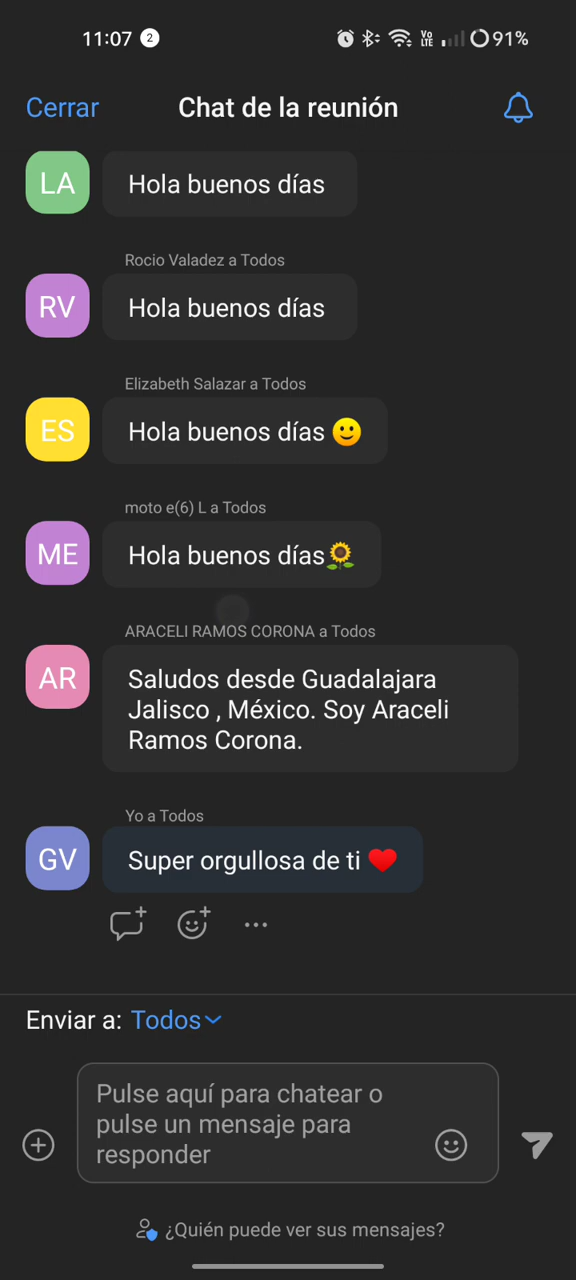 11:07 2 VoLTE 91%
Cerrar Chat de la reunión
LA Hola buenos días
Rocio Valadez a Todos
RV Hola buenos días
Elizabeth Salazar a Todos
ES Hola buenos días 🙂
moto e(6) L a Todos
ME Hola buenos días🌻
ARACELI RAMOS CORONA a Todos
AR Saludos desde Guadalajara
Jalisco , México. Soy Araceli
Ramos Corona.
Yo a Todos
GV Super orgullosa de ti ❤️
Enviar a: Todos
Pulse aquí para chatear o
pulse un mensaje para
responder
¿Quién puede ver sus mensajes?